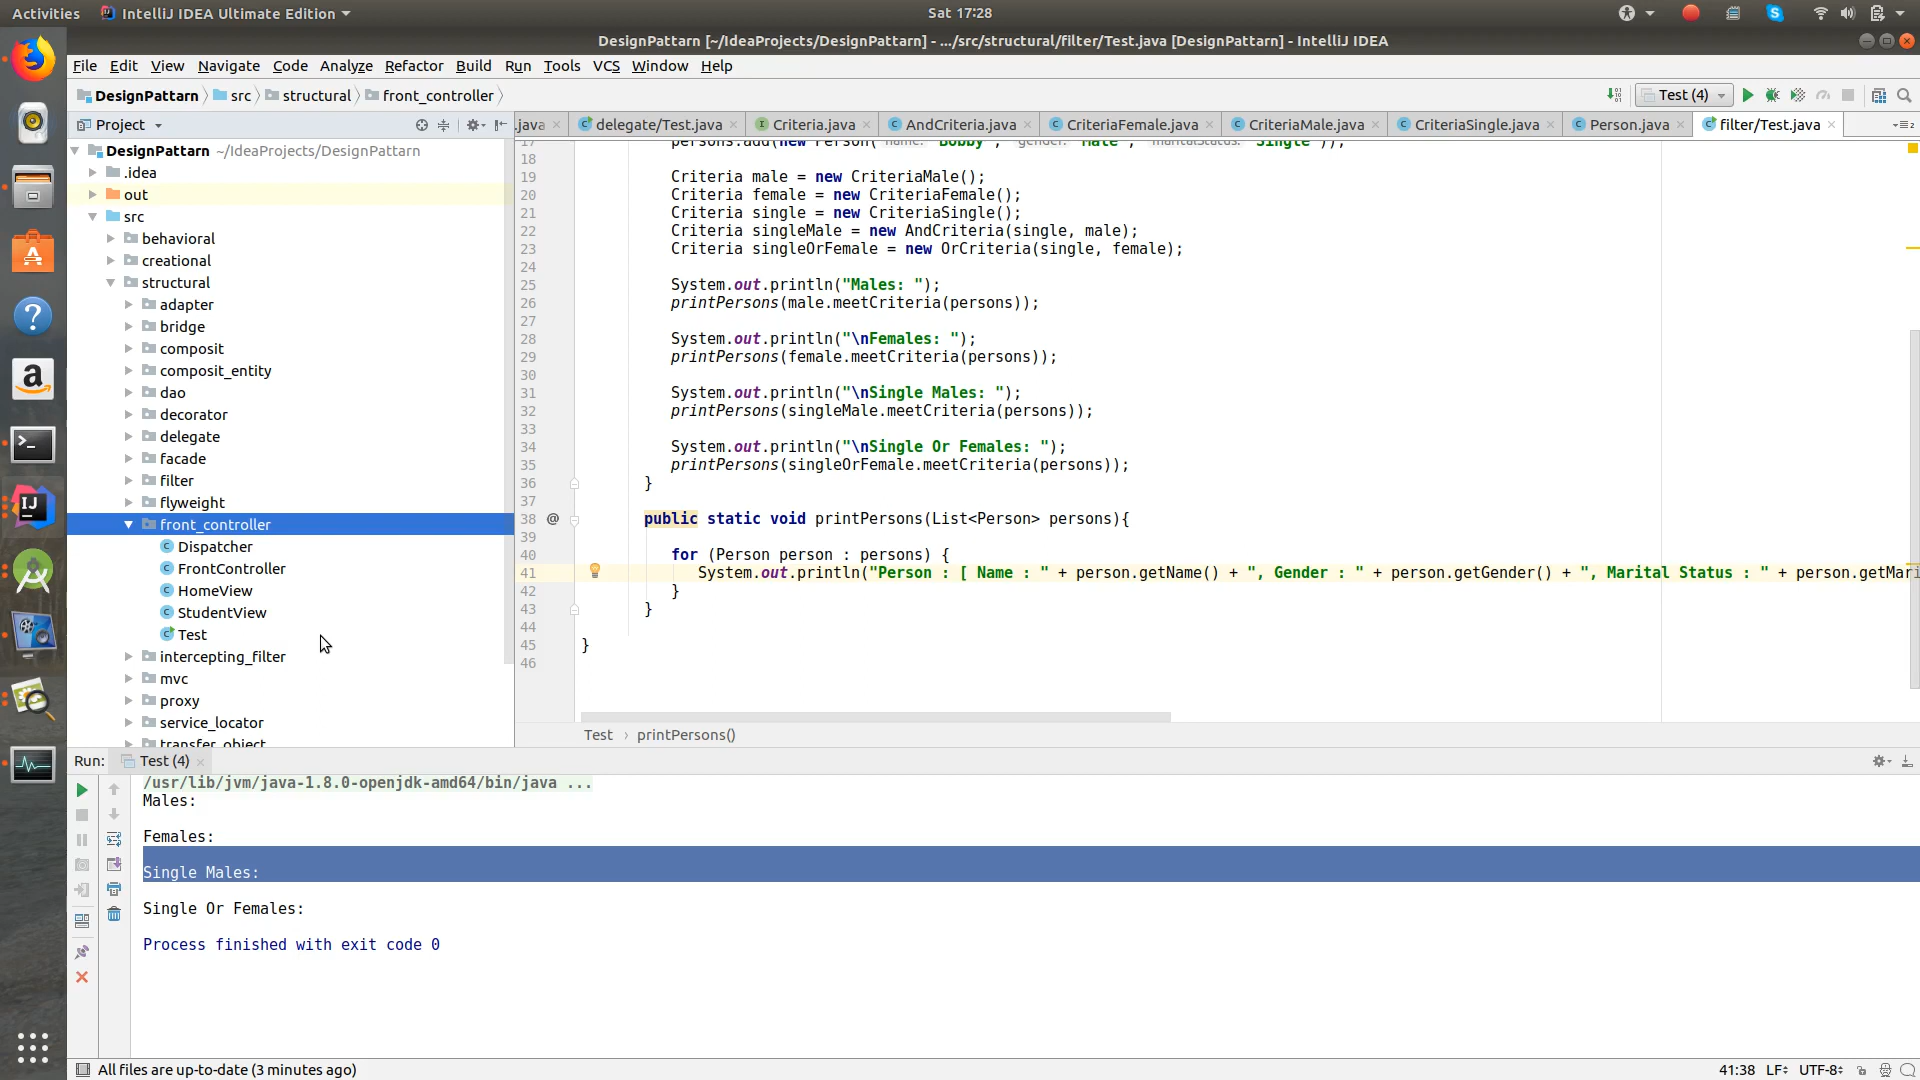 Activities IntelliJ IDEA Ultimate Edition Sat 17:28
DesignPattarn [~/IdeaProjects/DesignPattarn] - .../src/structural/filter/Test.java [DesignPattarn] - IntelliJ IDEA
File Edit View Navigate Code Analyze Refactor Build Run Tools VCS Window Help
DesignPattarn src structural front_controller Test (4)
Project
.java delegate/Test.java Criteria.java AndCriteria.java CriteriaFemale.java CriteriaMale.java CriteriaSingle.java Person.java filter/Test.java
DesignPattarn ~/IdeaProjects/DesignPattarn
.idea
out
src
behavioral
creational
structural
adapter
bridge
composit
composit_entity
dao
decorator
delegate
facade
filter
flyweight
front_controller
Dispatcher
FrontController
HomeView
StudentView
Test
intercepting_filter
mvc
proxy
service_locator
transfer_object
17 persons.add(new Person( name: "Bobby", gender: "Male", maritalStatus: "Single"));
18
19 Criteria male = new CriteriaMale();
20 Criteria female = new CriteriaFemale();
21 Criteria single = new CriteriaSingle();
22 Criteria singleMale = new AndCriteria(single, male);
23 Criteria singleOrFemale = new OrCriteria(single, female);
24
25 System.out.println("Males: ");
26 printPersons(male.meetCriteria(persons));
27
28 System.out.println("\nFemales: ");
29 printPersons(female.meetCriteria(persons));
30
31 System.out.println("\nSingle Males: ");
32 printPersons(singleMale.meetCriteria(persons));
33
34 System.out.println("\nSingle Or Females: ");
35 printPersons(singleOrFemale.meetCriteria(persons));
36 }
37
38 @ public static void printPersons(List<Person> persons){
39
40 for (Person person : persons) {
41 System.out.println("Person : [ Name : " + person.getName() + ", Gender : " + person.getGender() + ", Marital Status : " + person.getMari
42 }
43 }
44
45 }
46
Test printPersons()
Run: Test (4)
/usr/lib/jvm/java-1.8.0-openjdk-amd64/bin/java ...
Males:
Females:
Single Males:
Single Or Females:
Process finished with exit code 0
All files are up-to-date (3 minutes ago) 41:38 LF UTF-8